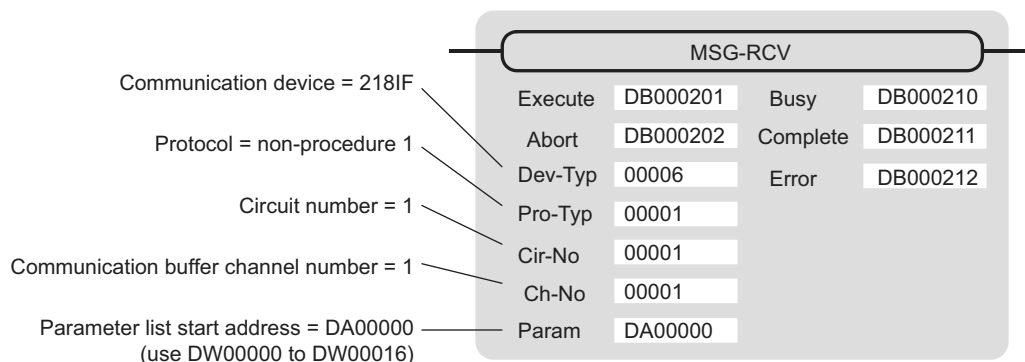 MSG-RCV
Communication device = 218IF
Protocol = non-procedure 1
Circuit number = 1
Communication buffer channel number = 1
Parameter list start address = DA00000
(use DW00000 to DW00016)
Execute DB000201 Busy DB000210
Abort DB000202 Complete DB000211
Dev-Typ 00006 Error DB000212
Pro-Typ 00001
Cir-No 00001
Ch-No 00001
Param DA00000